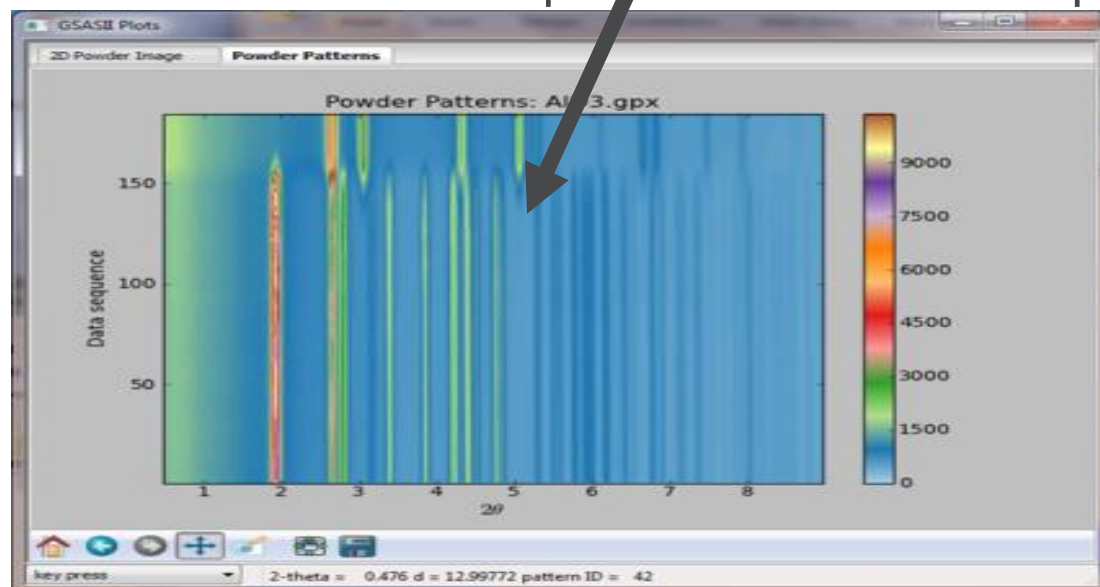 GSASII Plots
2D Powder Image Powder Patterns
Powder Patterns: Al 3.gpx
9000
7500
6000
4500
3000
1500
0
150
100
50
Data sequence
1 2 3 4 5 6 7 8
2θ
key press 2-theta = 0.476 d = 12.99772 pattern ID = 42